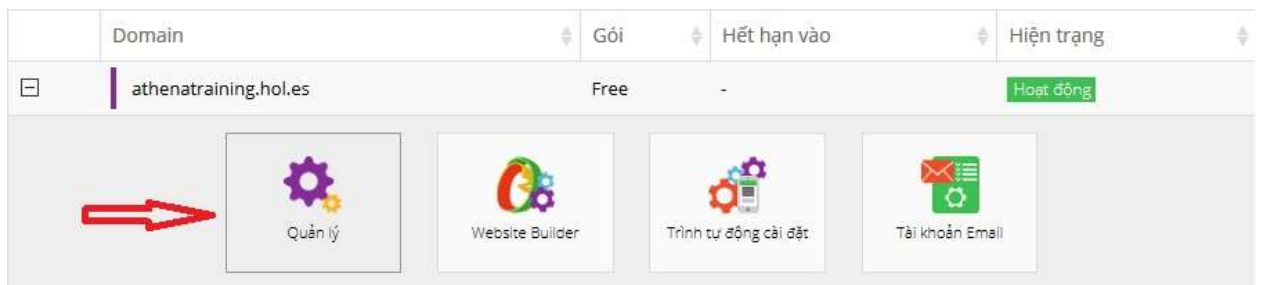 Domain Gói Hết hạn vào Hiện trạng
athenatraining.hol.es Free - Hoạt động
Quản lý Website Builder Trình tự động cài đặt Tài khoản Email